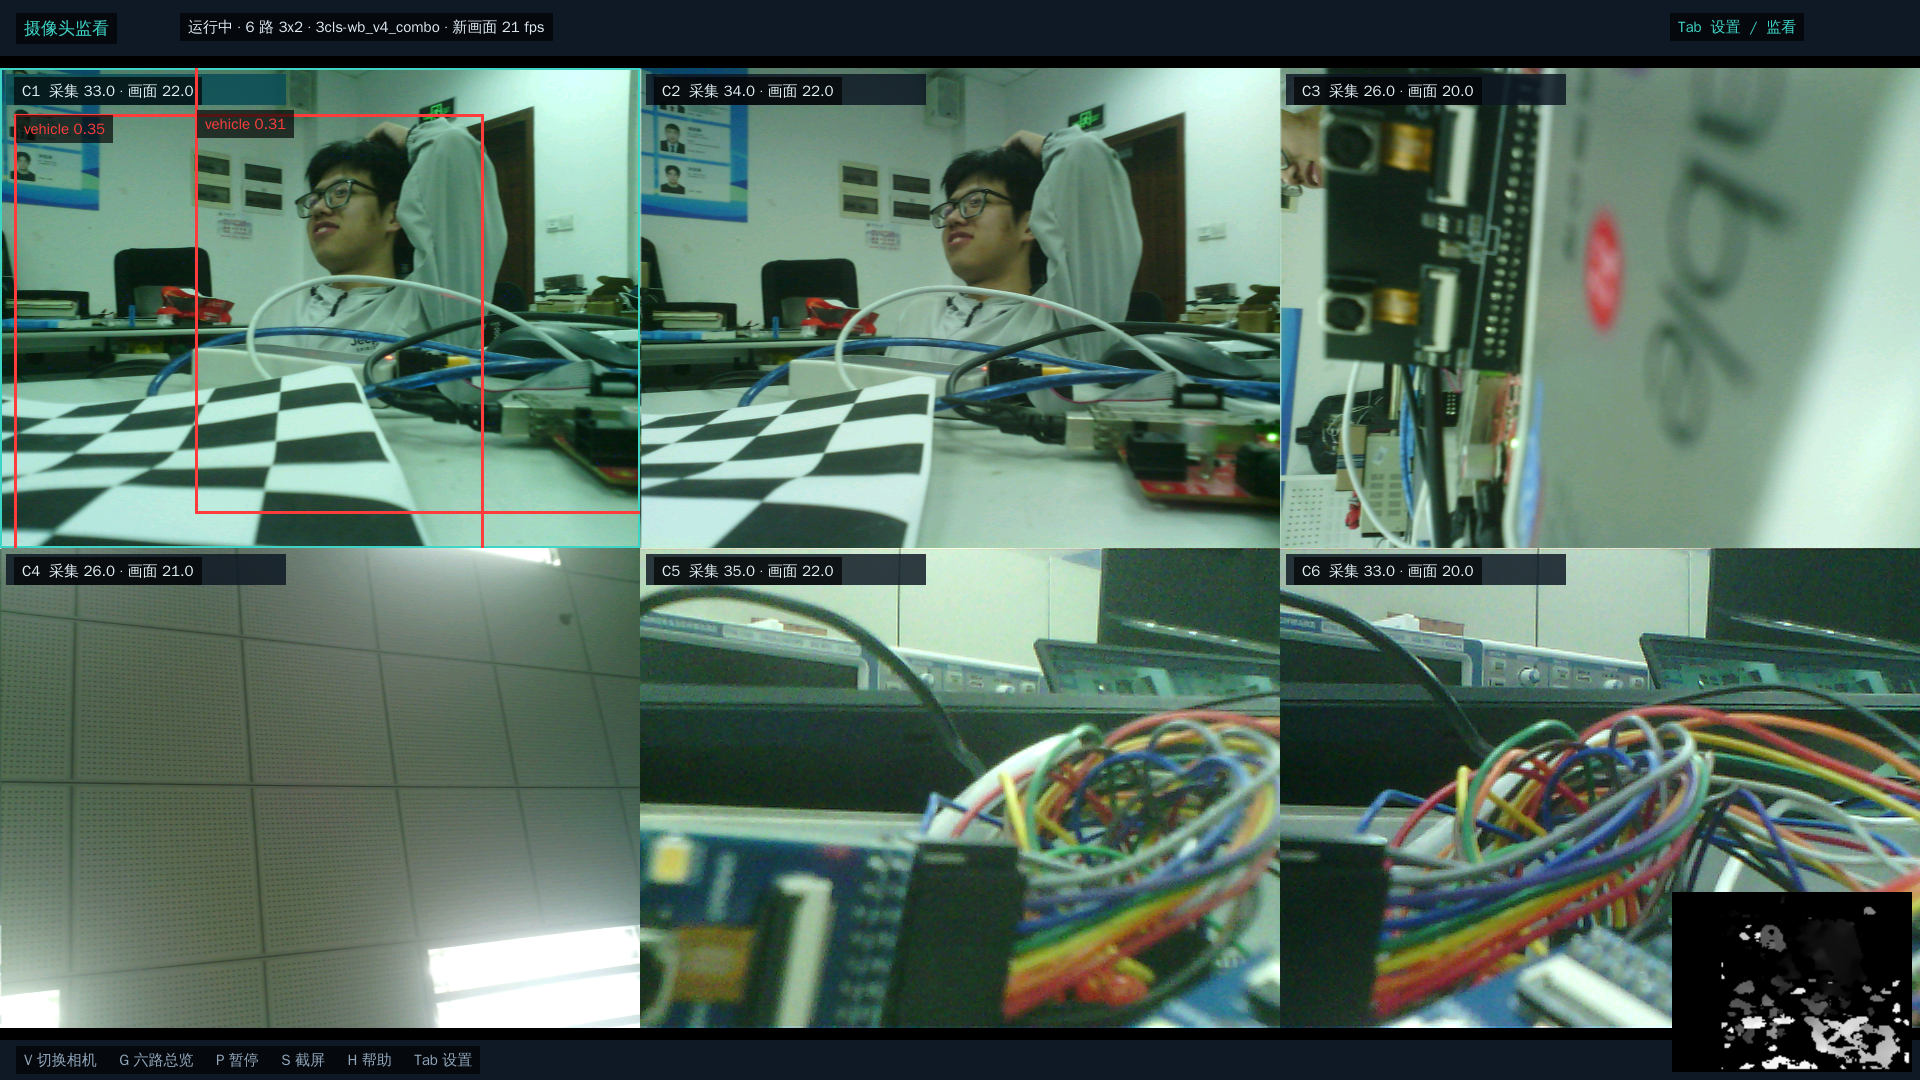 摄像头监看
运行中 · 6 路 3x2 · 3cls-wb_v4_combo · 新画面 21 fps
Tab 设置 / 监看
C1 采集 33.0 · 画面 22.0
vehicle 0.35
vehicle 0.31
C2 采集 34.0 · 画面 22.0
C3 采集 26.0 · 画面 20.0
C4 采集 26.0 · 画面 21.0
C5 采集 35.0 · 画面 22.0
C6 采集 33.0 · 画面 20.0
V 切换相机 G 六路总览 P 暂停 S 截屏 H 帮助 Tab 设置